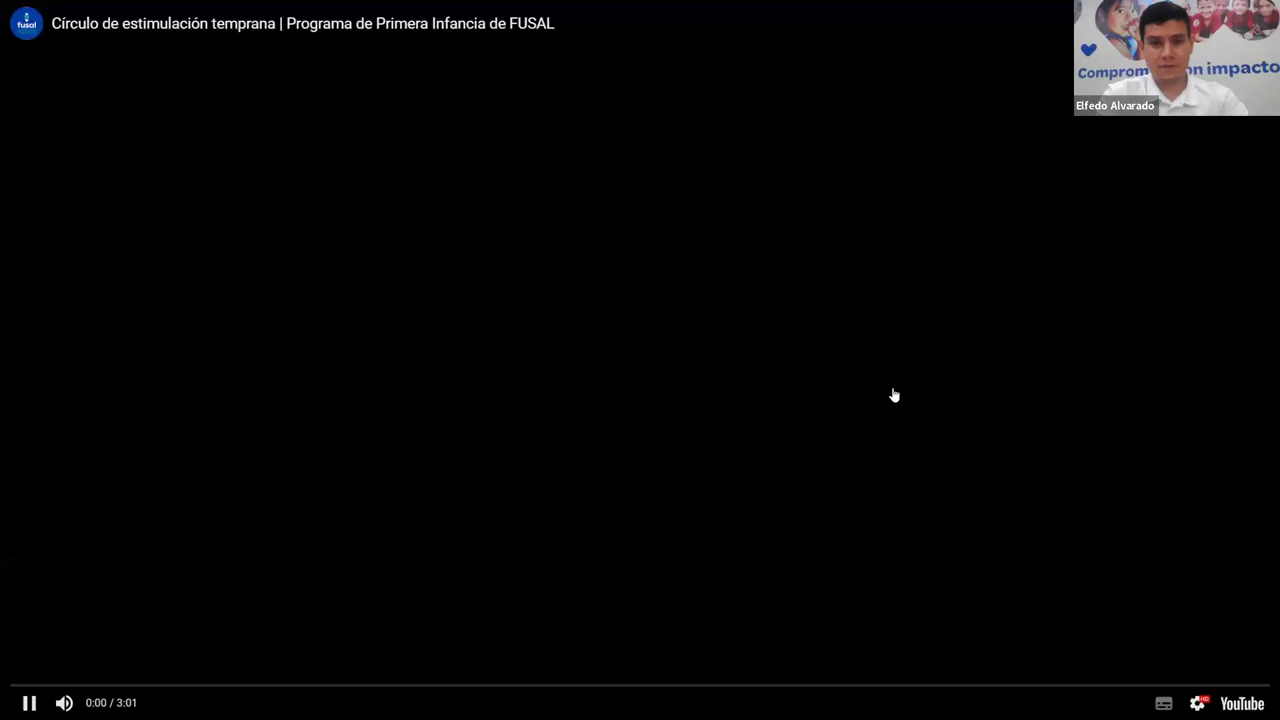 fusal
Círculo de estimulación temprana | Programa de Primera Infancia de FUSAL
Comprom on impacto
Elfedo Alvarado
0:00 / 3:01
HD
YouTube